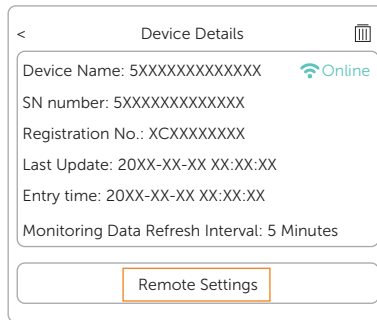 < Device Details
Device Name: 5XXXXXXXXXXXXX Online
SN number: 5XXXXXXXXXXXXX
Registration No.: XCXXXXXXXX
Last Update: 20XX-XX-XX XX:XX:XX
Entry time: 20XX-XX-XX XX:XX:XX
Monitoring Data Refresh Interval: 5 Minutes
Remote Settings